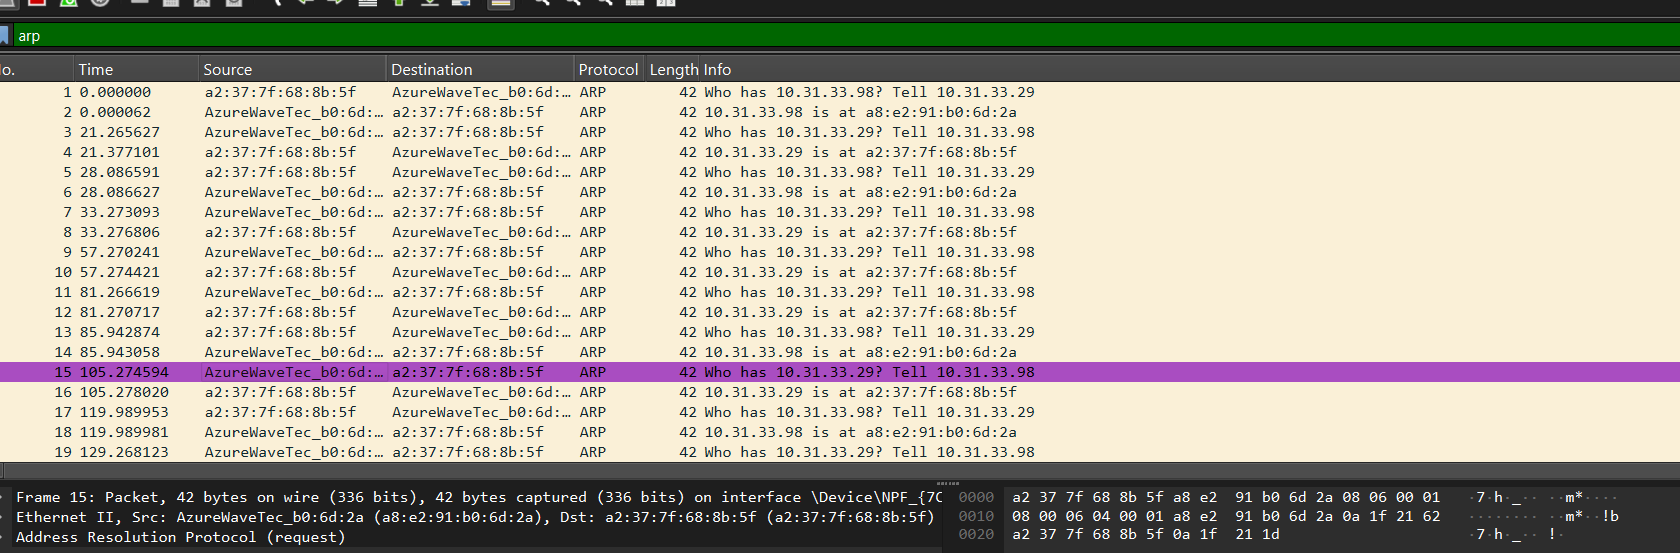 arp
o. Time Source Destination Protocol Length Info
1 0.000000 a2:37:7f:68:8b:5f AzureWaveTec_b0:6d:… ARP 42 Who has 10.31.33.98? Tell 10.31.33.29
2 0.000062 AzureWaveTec_b0:6d:… a2:37:7f:68:8b:5f ARP 42 10.31.33.98 is at a8:e2:91:b0:6d:2a
3 21.265627 AzureWaveTec_b0:6d:… a2:37:7f:68:8b:5f ARP 42 Who has 10.31.33.29? Tell 10.31.33.98
4 21.377101 a2:37:7f:68:8b:5f AzureWaveTec_b0:6d:… ARP 42 10.31.33.29 is at a2:37:7f:68:8b:5f
5 28.086591 a2:37:7f:68:8b:5f AzureWaveTec_b0:6d:… ARP 42 Who has 10.31.33.98? Tell 10.31.33.29
6 28.086627 AzureWaveTec_b0:6d:… a2:37:7f:68:8b:5f ARP 42 10.31.33.98 is at a8:e2:91:b0:6d:2a
7 33.273093 AzureWaveTec_b0:6d:… a2:37:7f:68:8b:5f ARP 42 Who has 10.31.33.29? Tell 10.31.33.98
8 33.276806 a2:37:7f:68:8b:5f AzureWaveTec_b0:6d:… ARP 42 10.31.33.29 is at a2:37:7f:68:8b:5f
9 57.270241 AzureWaveTec_b0:6d:… a2:37:7f:68:8b:5f ARP 42 Who has 10.31.33.29? Tell 10.31.33.98
10 57.274421 a2:37:7f:68:8b:5f AzureWaveTec_b0:6d:… ARP 42 10.31.33.29 is at a2:37:7f:68:8b:5f
11 81.266619 AzureWaveTec_b0:6d:… a2:37:7f:68:8b:5f ARP 42 Who has 10.31.33.29? Tell 10.31.33.98
12 81.270717 a2:37:7f:68:8b:5f AzureWaveTec_b0:6d:… ARP 42 10.31.33.29 is at a2:37:7f:68:8b:5f
13 85.942874 a2:37:7f:68:8b:5f AzureWaveTec_b0:6d:… ARP 42 Who has 10.31.33.98? Tell 10.31.33.29
14 85.943058 AzureWaveTec_b0:6d:… a2:37:7f:68:8b:5f ARP 42 10.31.33.98 is at a8:e2:91:b0:6d:2a
15 105.274594 AzureWaveTec_b0:6d:… a2:37:7f:68:8b:5f ARP 42 Who has 10.31.33.29? Tell 10.31.33.98
16 105.278020 a2:37:7f:68:8b:5f AzureWaveTec_b0:6d:… ARP 42 10.31.33.29 is at a2:37:7f:68:8b:5f
17 119.989953 a2:37:7f:68:8b:5f AzureWaveTec_b0:6d:… ARP 42 Who has 10.31.33.98? Tell 10.31.33.29
18 119.989981 AzureWaveTec_b0:6d:… a2:37:7f:68:8b:5f ARP 42 10.31.33.98 is at a8:e2:91:b0:6d:2a
19 129.268123 AzureWaveTec_b0:6d:… a2:37:7f:68:8b:5f ARP 42 Who has 10.31.33.29? Tell 10.31.33.98
Frame 15: Packet, 42 bytes on wire (336 bits), 42 bytes captured (336 bits) on interface \Device\NPF_{7C
Ethernet II, Src: AzureWaveTec_b0:6d:2a (a8:e2:91:b0:6d:2a), Dst: a2:37:7f:68:8b:5f (a2:37:7f:68:8b:5f)
Address Resolution Protocol (request)
0000 a2 37 7f 68 8b 5f a8 e2 91 b0 6d 2a 08 06 00 01 ·7·h·_·· ··m*····
0010 08 00 06 04 00 01 a8 e2 91 b0 6d 2a 0a 1f 21 62 ········ ··m*··!b
0020 a2 37 7f 68 8b 5f 0a 1f 21 1d ·7·h·_·· !·